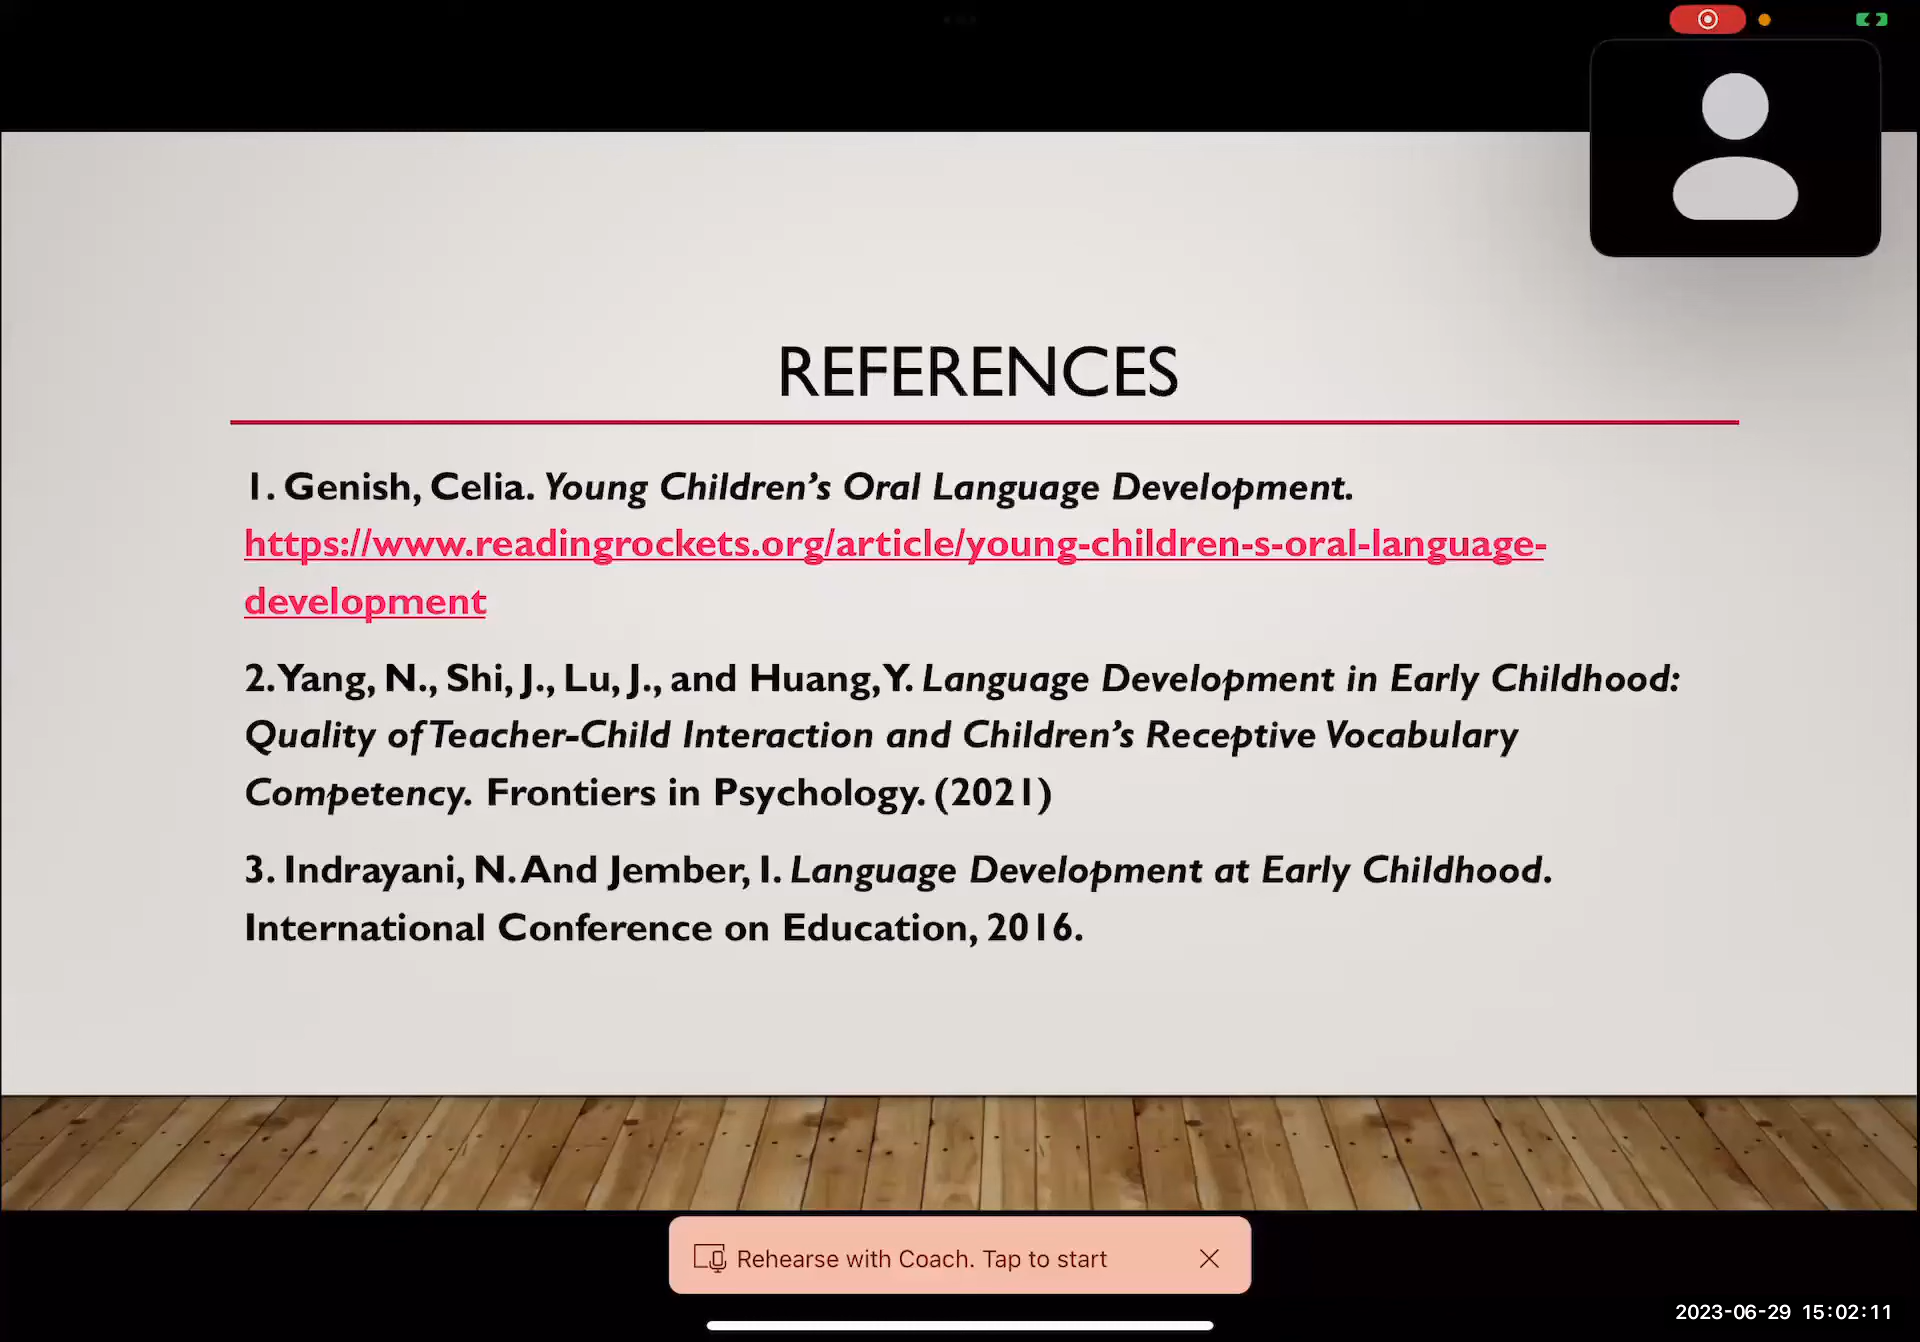 REFERENCES
1. Genish, Celia. Young Children’s Oral Language Development.
https://www.readingrockets.org/article/young-children-s-oral-language-
development
2. Yang, N., Shi, J., Lu, J., and Huang, Y. Language Development in Early Childhood:
Quality of Teacher-Child Interaction and Children’s Receptive Vocabulary
Competency. Frontiers in Psychology. (2021)
3. Indrayani, N. And Jember, I. Language Development at Early Childhood.
International Conference on Education, 2016.
Rehearse with Coach. Tap to start
2023-06-29 15:02:11